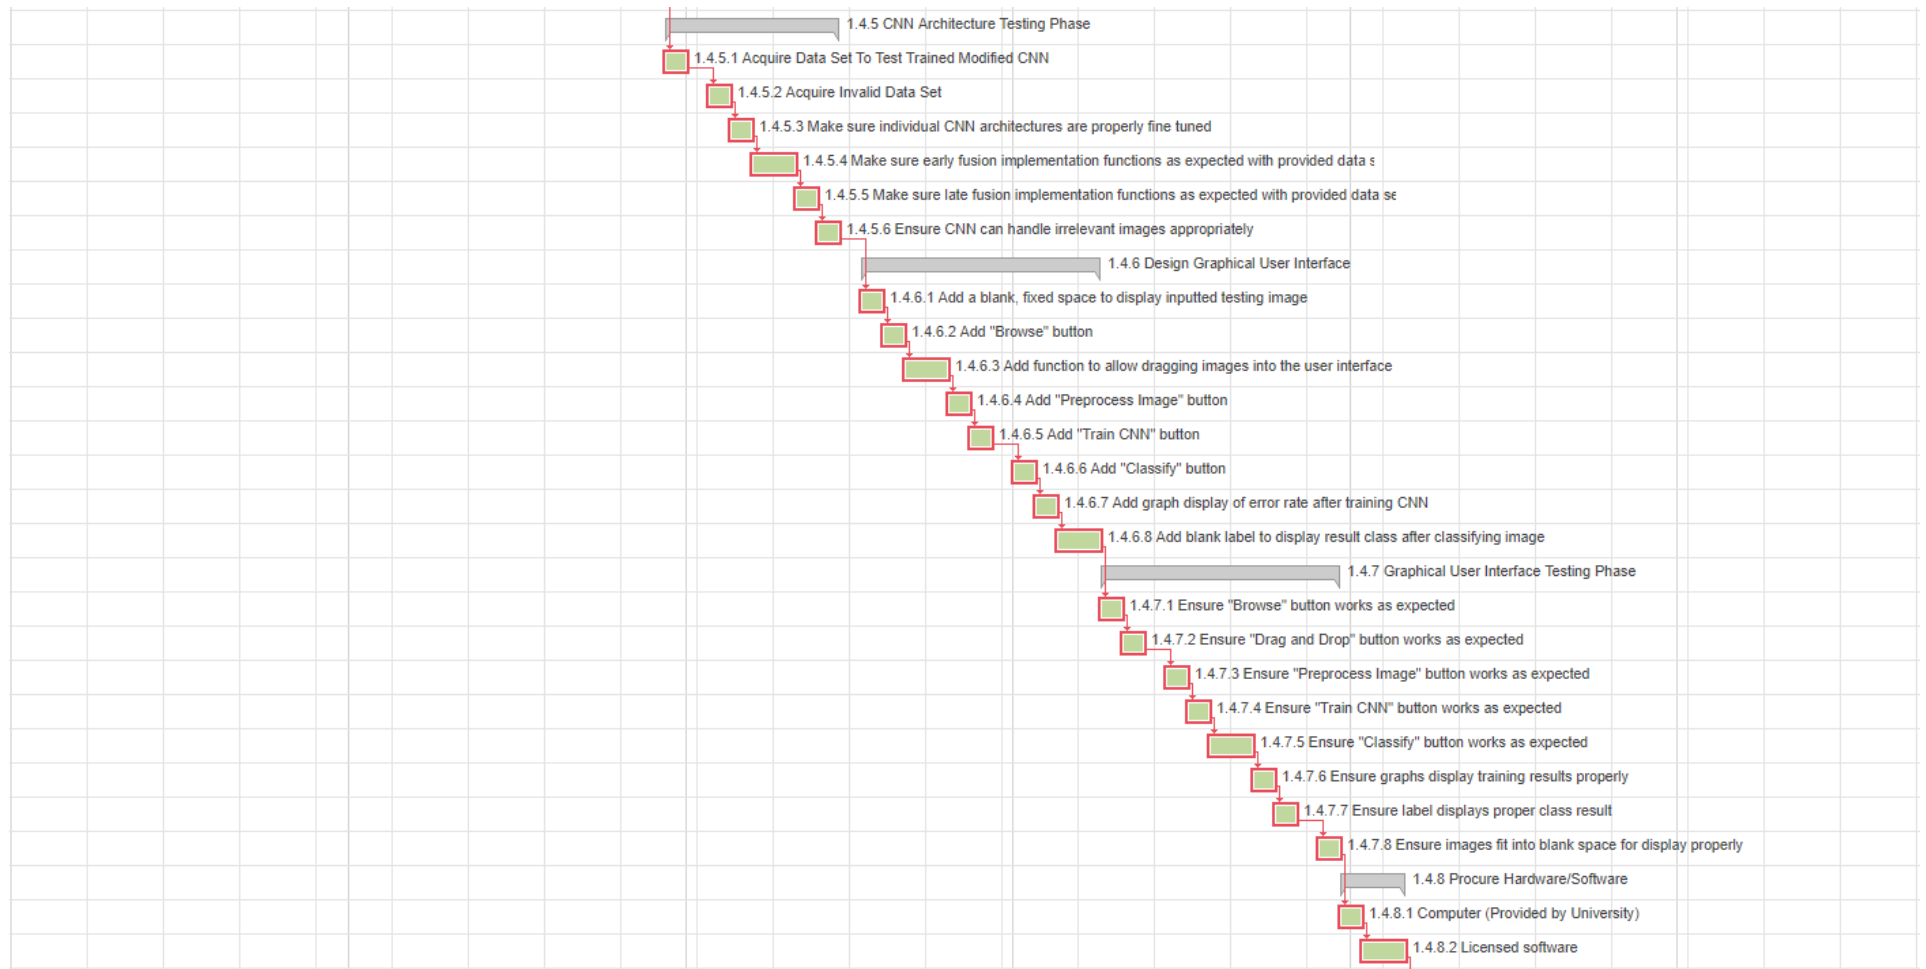 1.4.5 CNN Architecture Testing Phase
1.4.5.1 Acquire Data Set To Test Trained Modified CNN
1.4.5.2 Acquire Invalid Data Set
1.4.5.3 Make sure individual CNN architectures are properly fine tuned
1.4.5.4 Make sure early fusion implementation functions as expected with provided data s
1.4.5.5 Make sure late fusion implementation functions as expected with provided data se
1.4.5.6 Ensure CNN can handle irrelevant images appropriately
1.4.6 Design Graphical User Interface
1.4.6.1 Add a blank, fixed space to display inputted testing image
1.4.6.2 Add "Browse" button
1.4.6.3 Add function to allow dragging images into the user interface
1.4.6.4 Add "Preprocess Image" button
1.4.6.5 Add "Train CNN" button
1.4.6.6 Add "Classify" button
1.4.6.7 Add graph display of error rate after training CNN
1.4.6.8 Add blank label to display result class after classifying image
1.4.7 Graphical User Interface Testing Phase
1.4.7.1 Ensure "Browse" button works as expected
1.4.7.2 Ensure "Drag and Drop" button works as expected
1.4.7.3 Ensure "Preprocess Image" button works as expected
1.4.7.4 Ensure "Train CNN" button works as expected
1.4.7.5 Ensure "Classify" button works as expected
1.4.7.6 Ensure graphs display training results properly
1.4.7.7 Ensure label displays proper class result
1.4.7.8 Ensure images fit into blank space for display properly
1.4.8 Procure Hardware/Software
1.4.8.1 Computer (Provided by University)
1.4.8.2 Licensed software